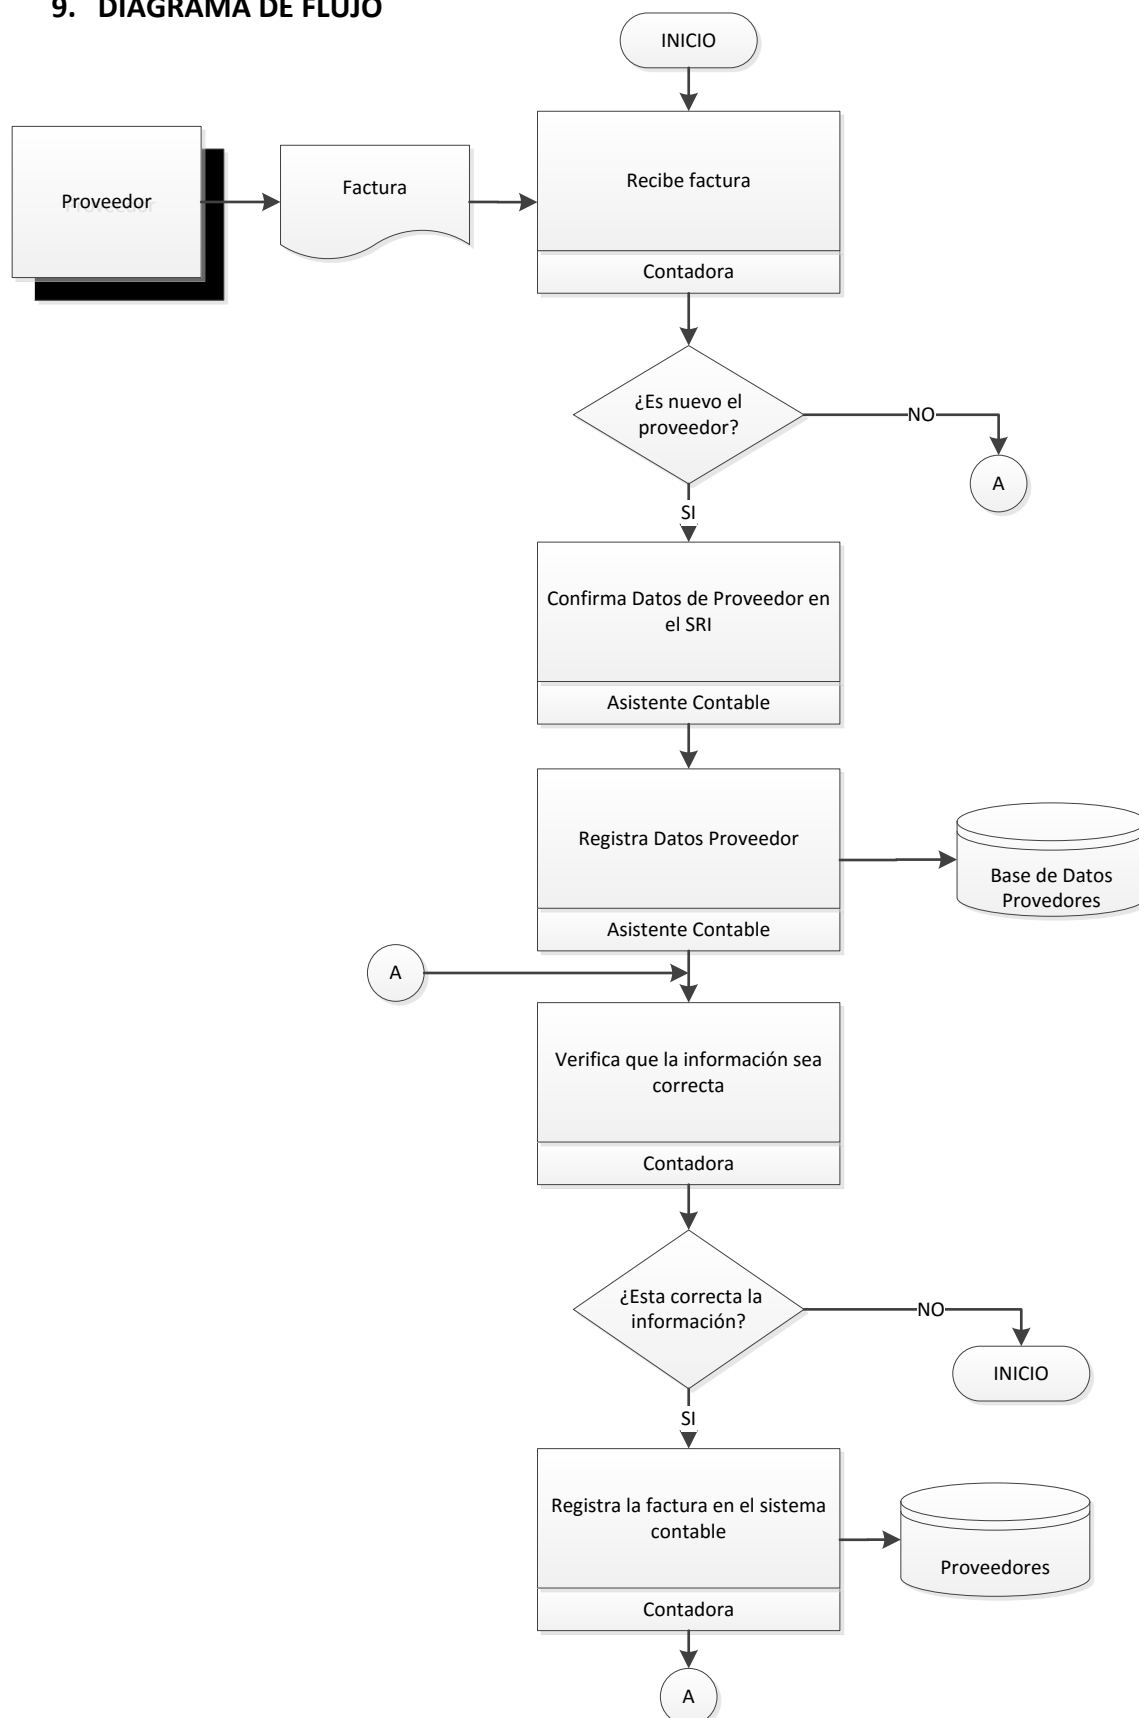 9. DIAGRAMA DE FLUJO
INICIO
Proveedor
Factura
Recibe factura
Contadora
¿Es nuevo el
proveedor?
NO
A
SI
Confirma Datos de Proveedor en
el SRI
Asistente Contable
Registra Datos Proveedor
Base de Datos
Provedores
Asistente Contable
A
Verifica que la información sea
correcta
Contadora
¿Esta correcta la
información?
NO
INICIO
SI
Registra la factura en el sistema
contable
Proveedores
Contadora
A